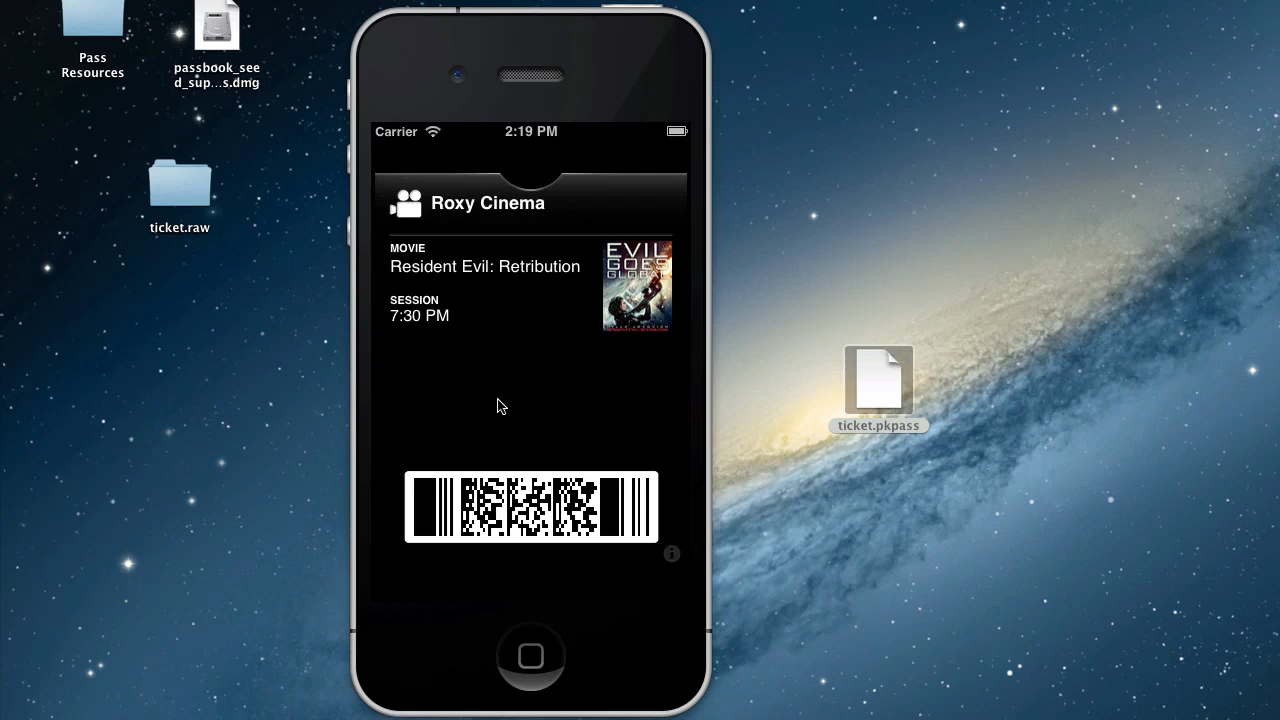 Pass
Resources
passbook_see
d_sup...s.dmg
ticket.raw
Carrier
2:19 PM
Roxy Cinema
MOVIE
Resident Evil: Retribution
SESSION
7:30 PM
EVIL
GOES
GLOBAL
ticket.pkpass